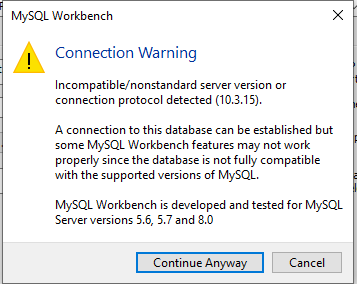 MySQL Workbench
Connection Warning
Incompatible/nonstandard server version or
connection protocol detected (10.3.15).
A connection to this database can be established but
some MySQL Workbench features may not work
properly since the database is not fully compatible
with the supported versions of MySQL.
MySQL Workbench is developed and tested for MySQL
Server versions 5.6, 5.7 and 8.0
Continue Anyway
Cancel